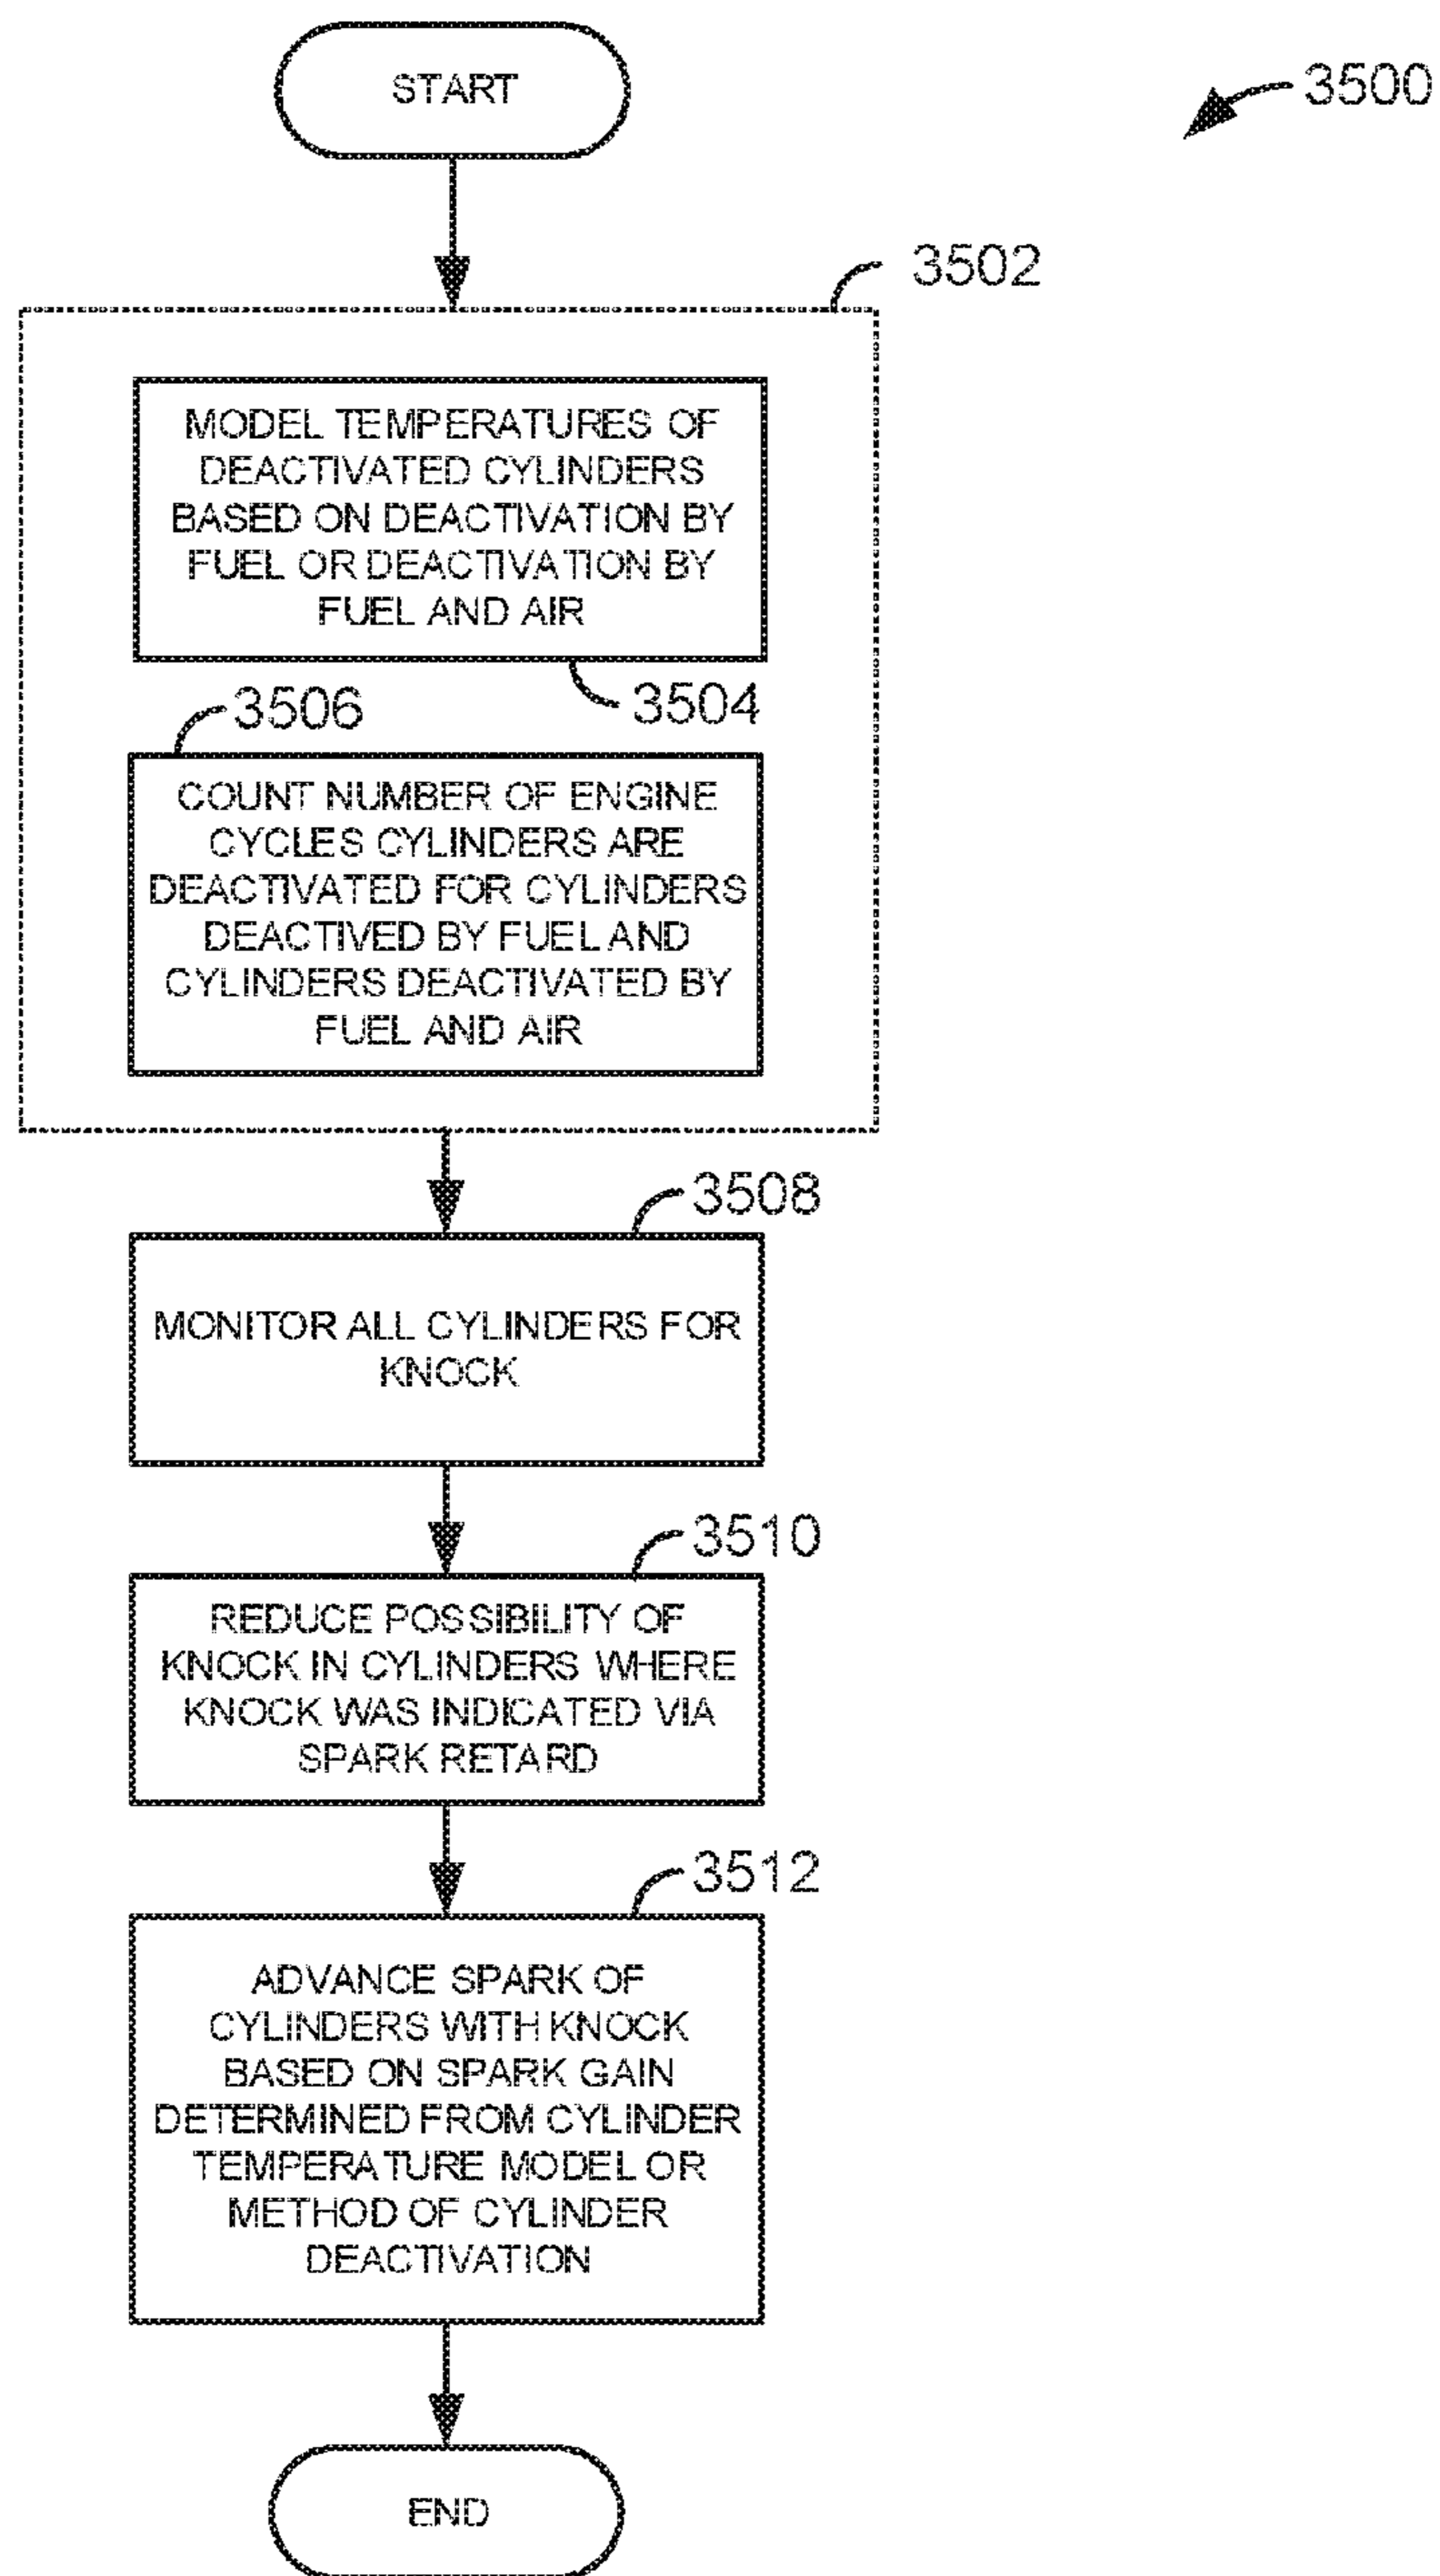 START
3500
3502
MODEL TEMPERATURES OF
DEACTIVATED CYLINDERS
BASED ON DEACTIVATION BY
FUEL OR DEACTIVATION BY
FUEL AND AIR
3504
3506
COUNT NUMBER OF ENGINE
CYCLES CYLINDERS ARE
DEACTIVATED FOR CYLINDERS
DEACTIVED BY FUEL AND
CYLINDERS DEACTIVATED BY
FUEL AND AIR
3508
MONITOR ALL CYLINDERS FOR
KNOCK
3510
REDUCE POSSIBILITY OF
KNOCK IN CYLINDERS WHERE
KNOCK WAS INDICATED VIA
SPARK RETARD
3512
ADVANCE SPARK OF
CYLINDERS WITH KNOCK
BASED ON SPARK GAIN
DETERMINED FROM CYLINDER
TEMPERATURE MODEL OR
METHOD OF CYLINDER
DEACTIVATION
END